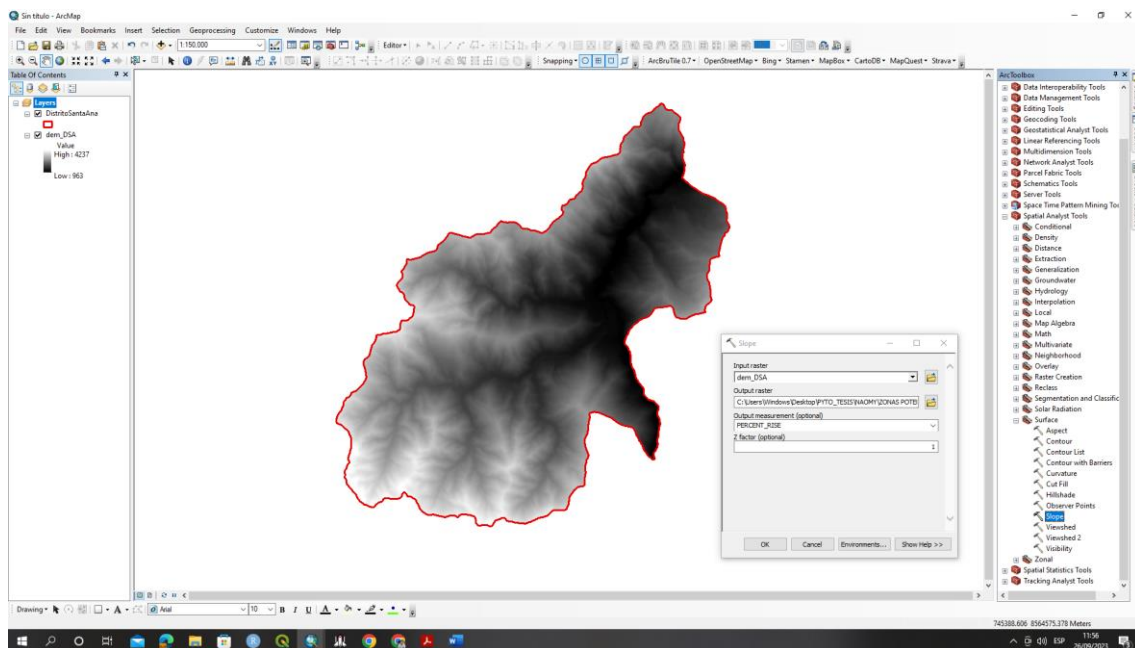 Sin título - ArcMap
File Edit View Bookmarks Insert Selection Geoprocessing Customize Windows Help
1:150.000
Editor
Snapping
ArcBruTile 0.7 OpenStreetMap Bing Stamen MapBox CartoDB MapQuest Strava
Table Of Contents
Layers
DistritoSantaAna
dem_DSA
Value
High : 4237
Low : 963
Slope
Input raster
dem_DSA
Output raster
C:\Users\Windows\Desktop\PYTO_TESIS\NAOMY\ZONAS POTE
Output measurement (optional)
PERCENT_RISE
Z factor (optional)
1
OK Cancel Environments... Show Help >>
ArcToolbox
Data Interoperability Tools
Data Management Tools
Editing Tools
Geocoding Tools
Geostatistical Analyst Tools
Linear Referencing Tools
Multidimension Tools
Network Analyst Tools
Parcel Fabric Tools
Schematics Tools
Server Tools
Space Time Pattern Mining Too
Spatial Analyst Tools
Conditional
Density
Distance
Extraction
Generalization
Groundwater
Hydrology
Interpolation
Local
Map Algebra
Math
Multivariate
Neighborhood
Overlay
Raster Creation
Reclass
Segmentation and Classific
Solar Radiation
Surface
Aspect
Contour
Contour List
Contour with Barriers
Curvature
Cut Fill
Hillshade
Observer Points
Slope
Viewshed
Viewshed 2
Visibility
Zonal
Spatial Statistics Tools
Tracking Analyst Tools
Drawing
Arial
10
B I U A
745388.606 8564575.378 Meters
ESP
11:56
26/09/2023